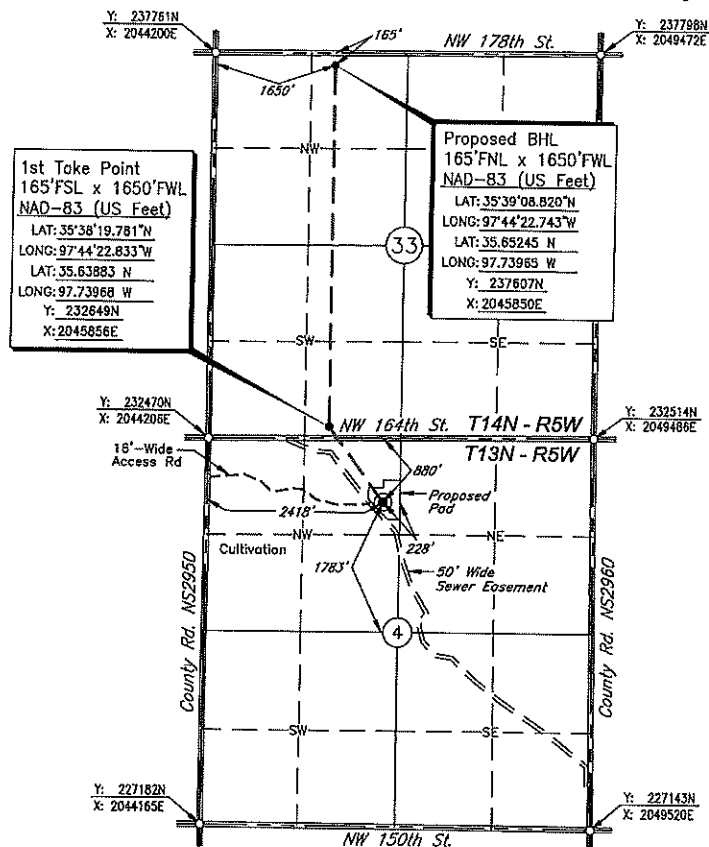 Y: 237761N
X: 2044200E
165'
NW 178th St.
Y: 237798N
X: 2049472E
1650'
1st Take Point
165'FSL x 1650'FWL
NAD-83 (US Feet)
LAT: 35°38'19.781"N
LONG: 97°44'22.833"W
LAT: 35.63883 N
LONG: 97.73968 W
Y: 232649N
X: 2045856E
NW
Proposed BHL
165'FNL x 1650'FWL
NAD-83 (US Feet)
LAT: 35°39'08.820"N
LONG: 97°44'22.743"W
LAT: 35.65245 N
LONG: 97.73965 W
Y: 237607N
X: 2045850E
33
SW
SE
Y: 232470N
X: 2044206E
NW 164th St.
T14N - R5W
Y: 232514N
X: 2049486E
T13N - R5W
16'-Wide
Access Rd
880'
Proposed
Pad
2418'
NW
NE
228'
Cultivation
1783'
50' Wide
Sewer Easement
County Rd. NS2950
County Rd. NS2960
4
SW
SE
Y: 227182N
X: 2044165E
Y: 227143N
X: 2049520E
NW 150th St.